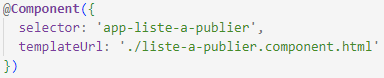 @Component({
  selector: 'app-liste-a-publier',
  templateUrl: './liste-a-publier.component.html'
})